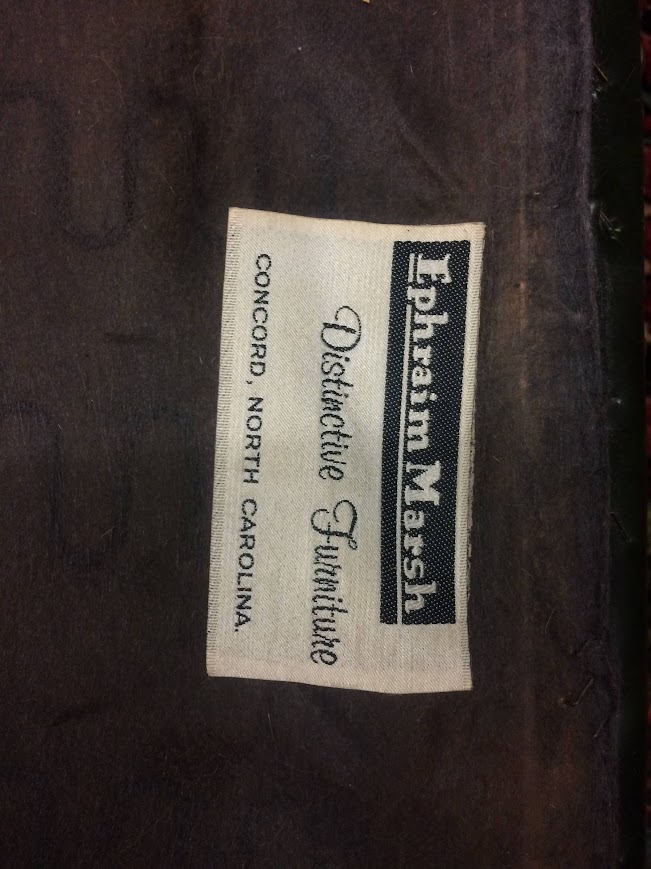 Ephraim Marsh
Distinctive Furniture
CONCORD, NORTH CAROLINA.